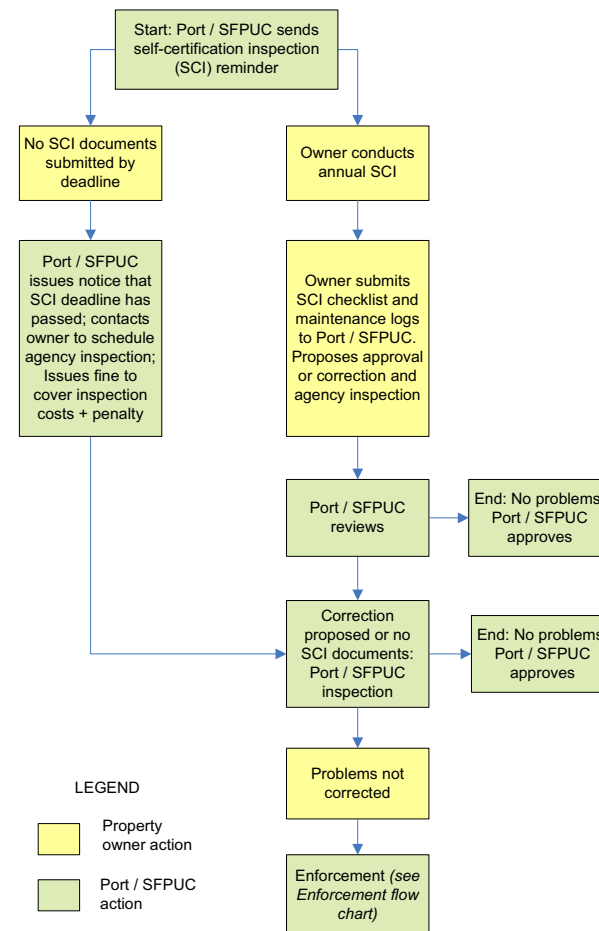 Start: Port / SFPUC sends
self-certification inspection
(SCI) reminder
No SCI documents
submitted by
deadline
Owner conducts
annual SCI
Port / SFPUC
issues notice that
SCI deadline has
passed; contacts
owner to schedule
agency inspection;
Issues fine to
cover inspection
costs + penalty
Owner submits
SCI checklist and
maintenance logs
to Port / SFPUC.
Proposes approval
or correction and
agency inspection
Port / SFPUC
reviews
End: No problems
Port / SFPUC
approves
Correction
proposed or no
SCI documents:
Port / SFPUC
inspection
End: No problems
Port / SFPUC
approves
Problems not
corrected
Enforcement (see
Enforcement flow
chart)
LEGEND
Property
owner action
Port / SFPUC
action